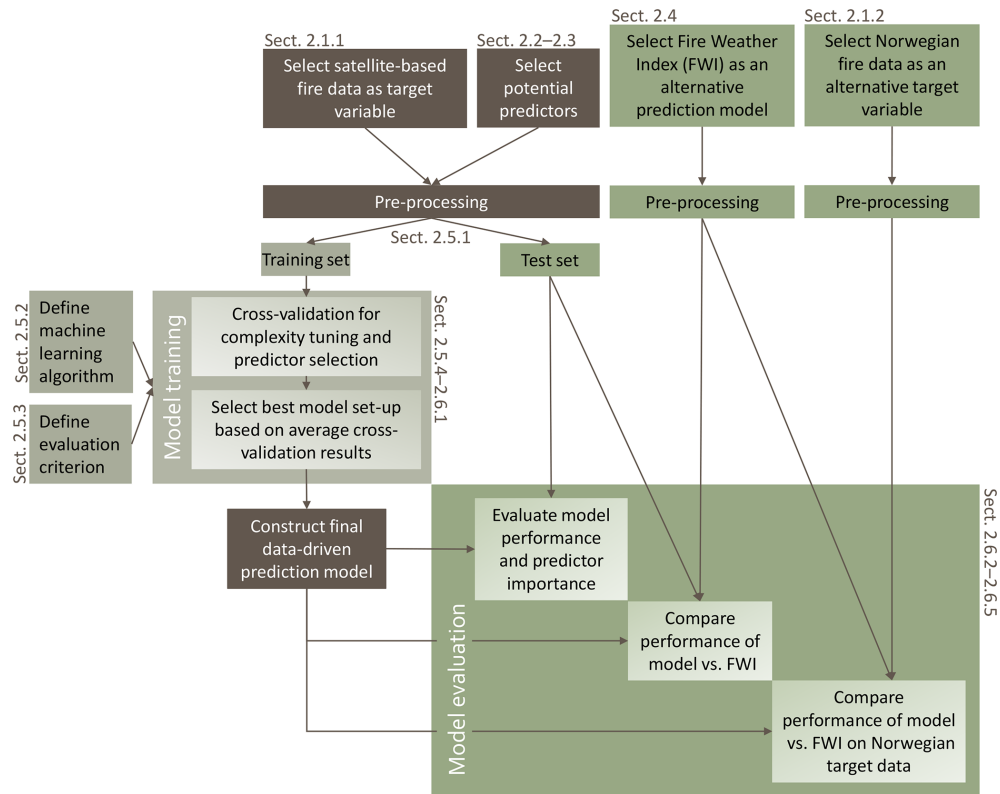 Sect. 2.1.1
Select satellite-based
fire data as target
variable
Sect. 2.2–2.3
Select
potential
predictors
Sect. 2.4
Select Fire Weather
Index (FWI) as an
alternative
prediction model
Sect. 2.1.2
Select Norwegian
fire data as an
alternative target
variable
Pre-processing
Pre-processing
Pre-processing
Sect. 2.5.1
Training set
Test set
Sect. 2.5.2
Define
machine
learning
algorithm
Sect. 2.5.3
Define
evaluation
criterion
Model training
Cross-validation for
complexity tuning and
predictor selection
Select best model set-up
based on average cross-
validation results
Sect. 2.5.4–2.6.1
Construct final
data-driven
prediction model
Model evaluation
Evaluate model
performance
and predictor
importance
Compare
performance of
model vs. FWI
Compare
performance of model
vs. FWI on Norwegian
target data
Sect. 2.6.2–2.6.5